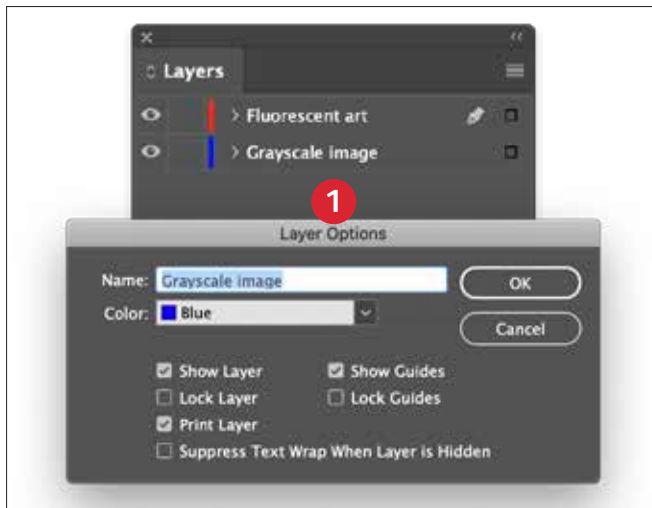 Layers
Fluorescent art
Grayscale image
1
Layer Options
Name: Grayscale image
OK
Color: Blue
Cancel
Show Layer Show Guides
Lock Layer Lock Guides
Print Layer
Suppress Text Wrap When Layer is Hidden